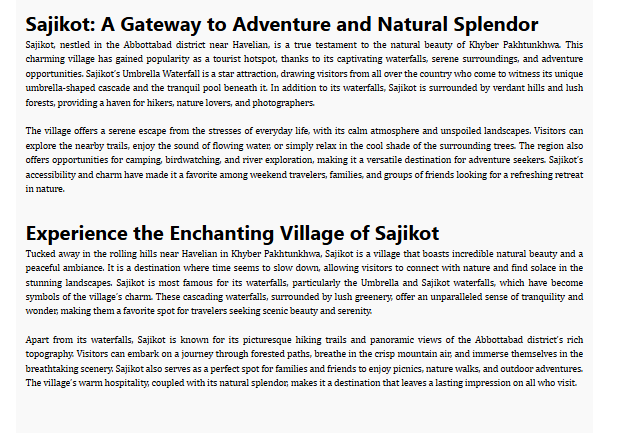 Sajikot: A Gateway to Adventure and Natural Splendor
Sajikot, nestled in the Abbottabad district near Havelian, is a true testament to the natural beauty of Khyber Pakhtunkhwa. This
charming village has gained popularity as a tourist hotspot, thanks to its captivating waterfalls, serene surroundings, and adventure
opportunities. Sajikot's Umbrella Waterfall is a star attraction, drawing visitors from all over the country who come to witness its unique
umbrella-shaped cascade and the tranquil pool beneath it. In addition to its waterfalls, Sajikot is surrounded by verdant hills and lush
forests, providing a haven for hikers, nature lovers, and photographers.
The village offers a serene escape from the stresses of everyday life, with its calm atmosphere and unspoiled landscapes. Visitors can
explore the nearby trails, enjoy the sound of flowing water, or simply relax in the cool shade of the surrounding trees. The region also
offers opportunities for camping, birdwatching, and river exploration, making it a versatile destination for adventure seekers. Sajikot's
accessibility and charm have made it a favorite among weekend travelers, families, and groups of friends looking for a refreshing retreat
in nature.
Experience the Enchanting Village of Sajikot
Tucked away in the rolling hills near Havelian in Khyber Pakhtunkhwa, Sajikot is a village that boasts incredible natural beauty and a
peaceful ambiance. It is a destination where time seems to slow down, allowing visitors to connect with nature and find solace in the
stunning landscapes. Sajikot is most famous for its waterfalls, particularly the Umbrella and Sajikot waterfalls, which have become
symbols of the village's charm. These cascading waterfalls, surrounded by lush greenery, offer an unparalleled sense of tranquility and
wonder, making them a favorite spot for travelers seeking scenic beauty and serenity.
Apart from its waterfalls, Sajikot is known for its picturesque hiking trails and panoramic views of the Abbottabad district's rich
topography. Visitors can embark on a journey through forested paths, breathe in the crisp mountain air, and immerse themselves in the
breathtaking scenery. Sajikot also serves as a perfect spot for families and friends to enjoy picnics, nature walks, and outdoor adventures.
The village's warm hospitality, coupled with its natural splendor, makes it a destination that leaves a lasting impression on all who visit.